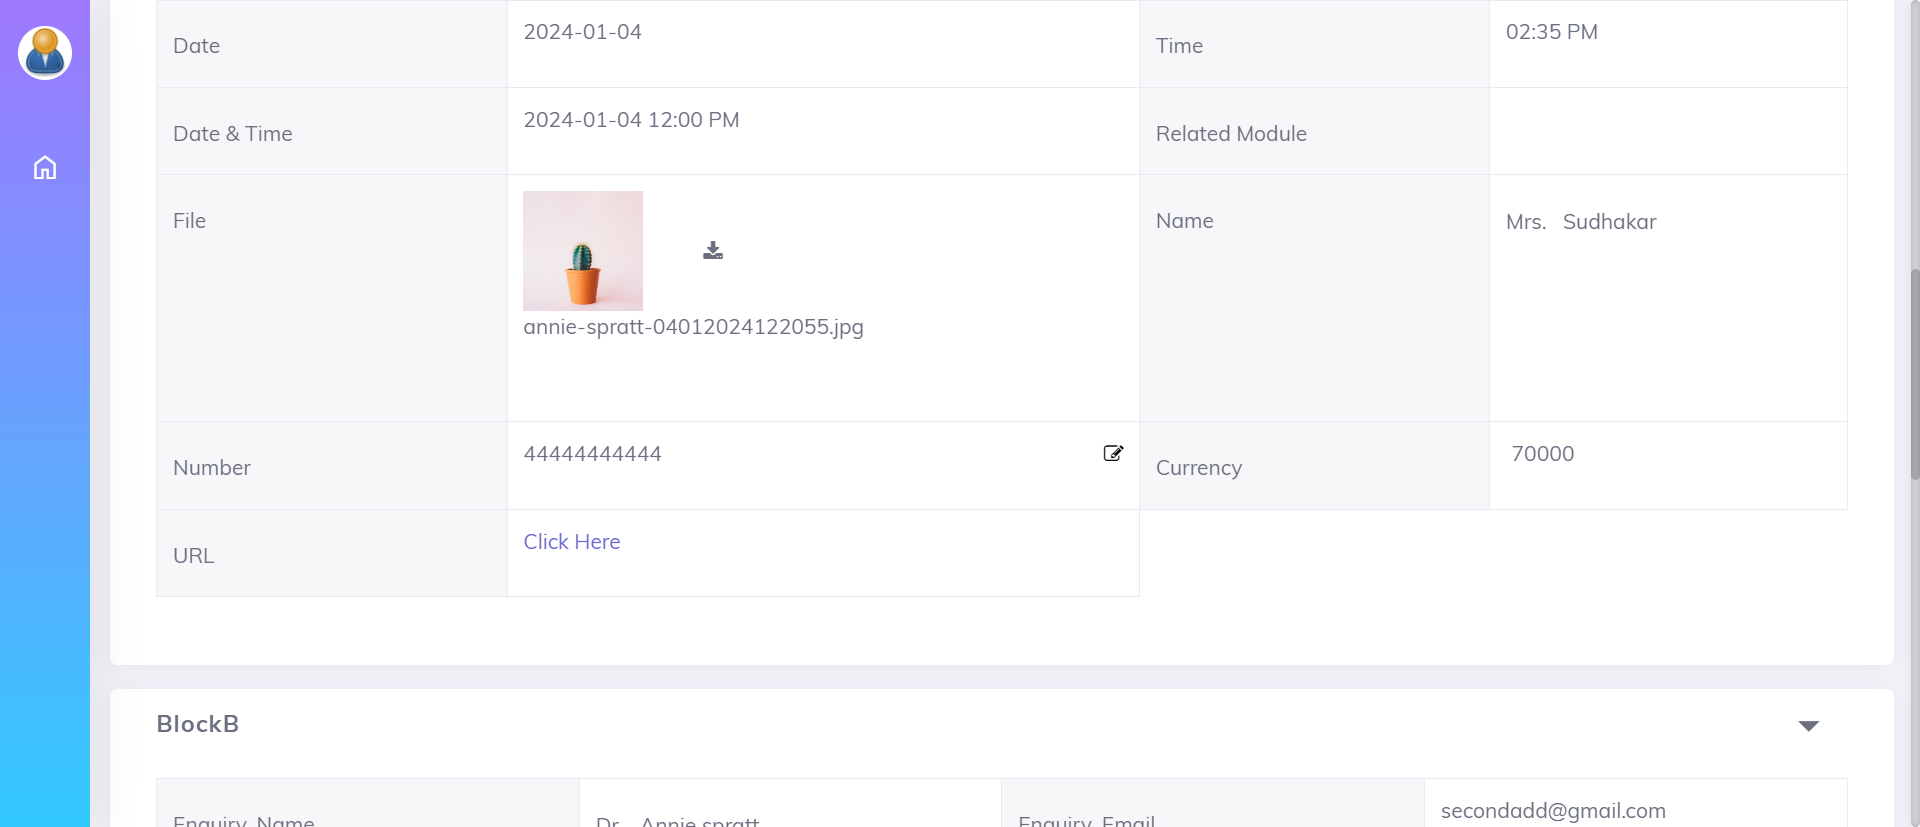 Date
2024-01-04
Time
02:35 PM
Date & Time
2024-01-04 12:00 PM
Related Module
File
annie-spratt-04012024122055.jpg
Name
Mrs. Sudhakar
Number
44444444444
Currency
70000
URL
Click Here
BlockB
Enquiry Name
Dr. Annie spratt
Enquiry Email
secondadd@gmail.com